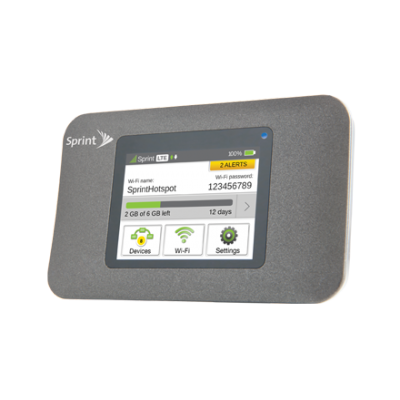 Sprint
Sprint LTE 100%
2 ALERTS
Wi-Fi name: Wi-Fi password:
SprintHotspot 123456789
2 GB of 6 GB left 12 days
Devices Wi-Fi Settings